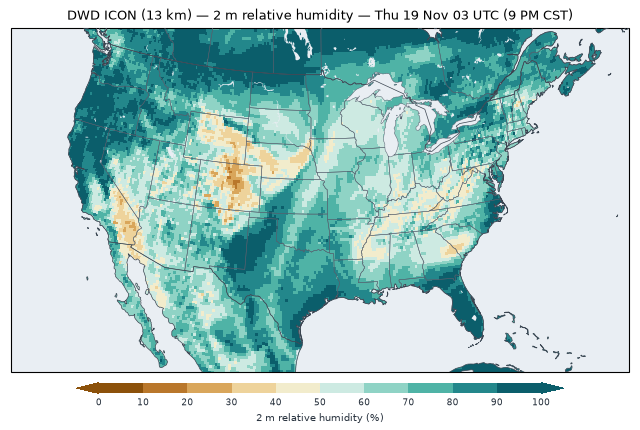 DWD ICON (13 km) — 2 m relative humidity — Thu 19 Nov 03 UTC (9 PM CST)
0 10 20 30 40 50 60 70 80 90 100
2 m relative humidity (%)